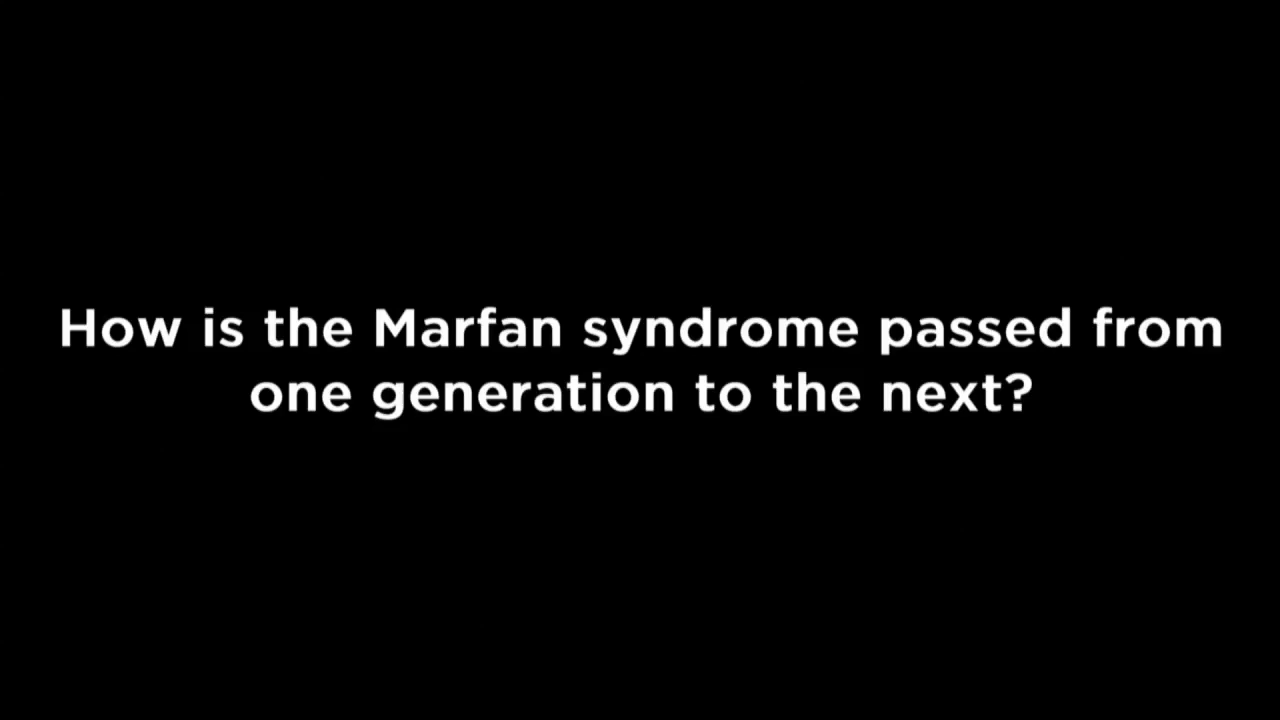 How is the Marfan syndrome passed from
one generation to the next?